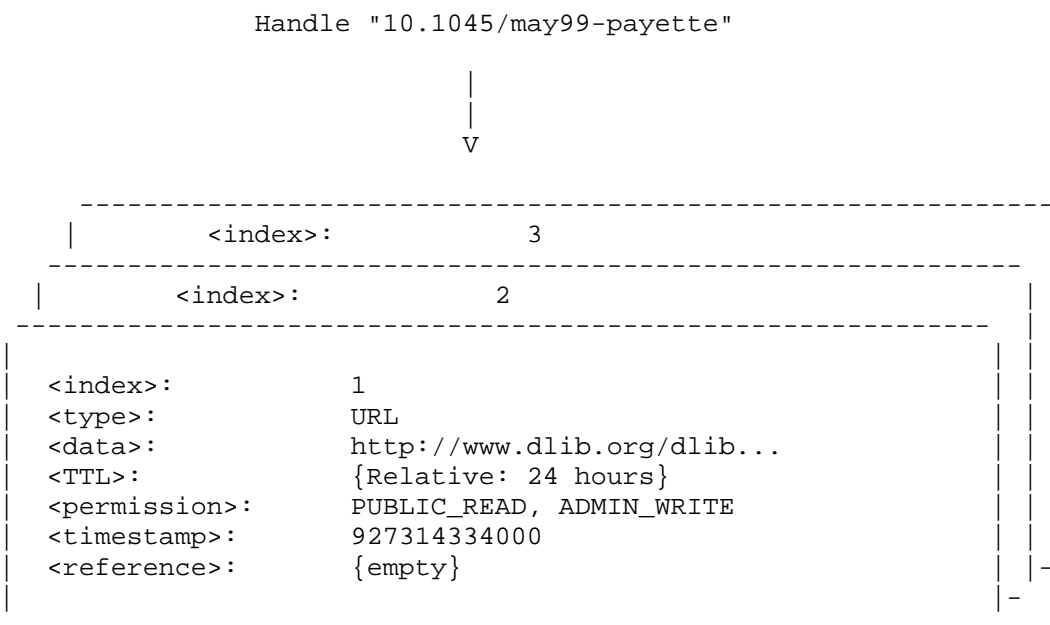 Handle "10.1045/may99-payette"
|
|
V
-------------------------------------------------------------
| <index>: 3
-------------------------------------------------------------
| <index>: 2 |
------------------------------------------------------------- |
| | |
| <index>: 1 | |
| <type>: URL | |
| <data>: http://www.dlib.org/dlib... | |
| <TTL>: {Relative: 24 hours} | |
| <permission>: PUBLIC_READ, ADMIN_WRITE | |
| <timestamp>: 927314334000 | |
| <reference>: {empty} | |-
| |-